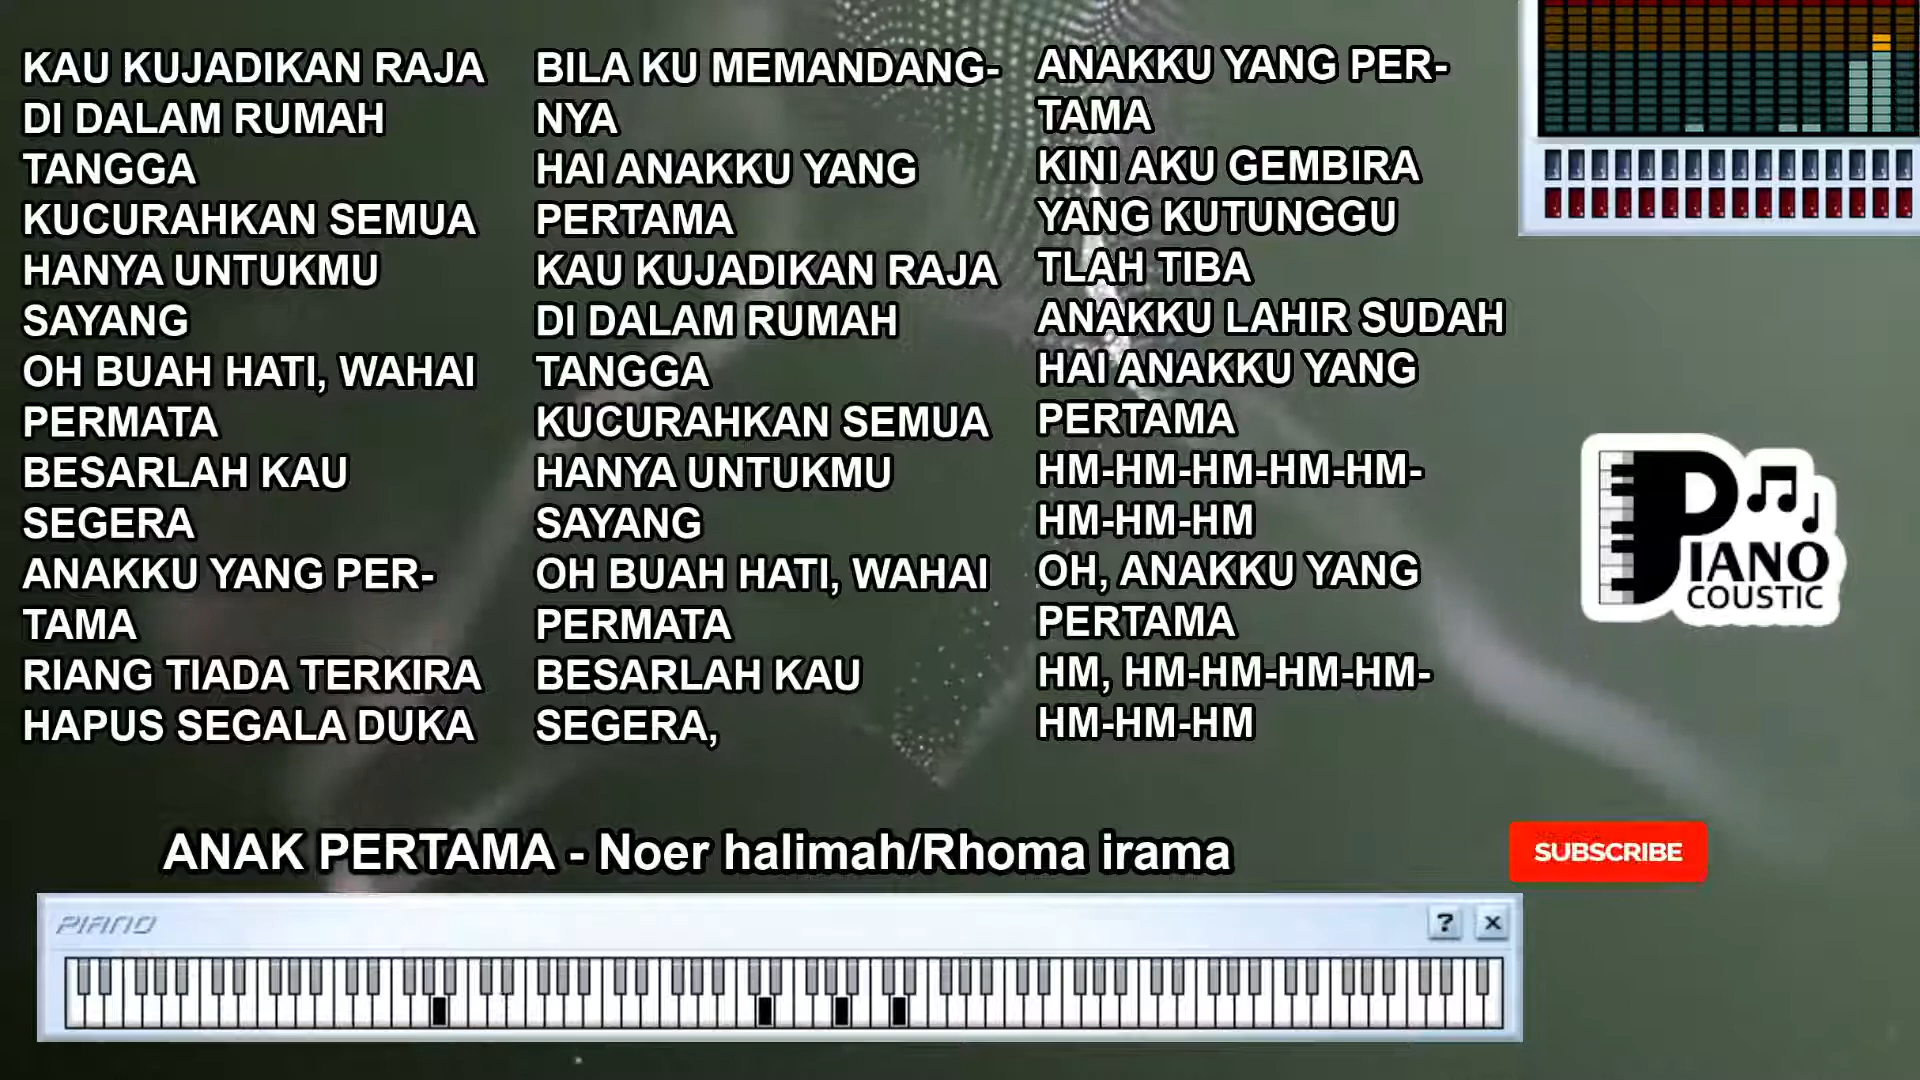 KAU KUJADIKAN RAJA
DI DALAM RUMAH
TANGGA
KUCURAHKAN SEMUA
HANYA UNTUKMU
SAYANG
OH BUAH HATI, WAHAI
PERMATA
BESARLAH KAU
SEGERA
ANAKKU YANG PER-
TAMA
RIANG TIADA TERKIRA
HAPUS SEGALA DUKA
BILA KU MEMANDANG-
NYA
HAI ANAKKU YANG
PERTAMA
KAU KUJADIKAN RAJA
DI DALAM RUMAH
TANGGA
KUCURAHKAN SEMUA
HANYA UNTUKMU
SAYANG
OH BUAH HATI, WAHAI
PERMATA
BESARLAH KAU
SEGERA,
ANAKKU YANG PER-
TAMA
KINI AKU GEMBIRA
YANG KUTUNGGU
TLAH TIBA
ANAKKU LAHIR SUDAH
HAI ANAKKU YANG
PERTAMA
HM-HM-HM-HM-HM-
HM-HM-HM
OH, ANAKKU YANG
PERTAMA
HM, HM-HM-HM-HM-
HM-HM-HM
PIANO
COUSTIC
ANAK PERTAMA - Noer halimah/Rhoma irama
SUBSCRIBE
PIANO
? x